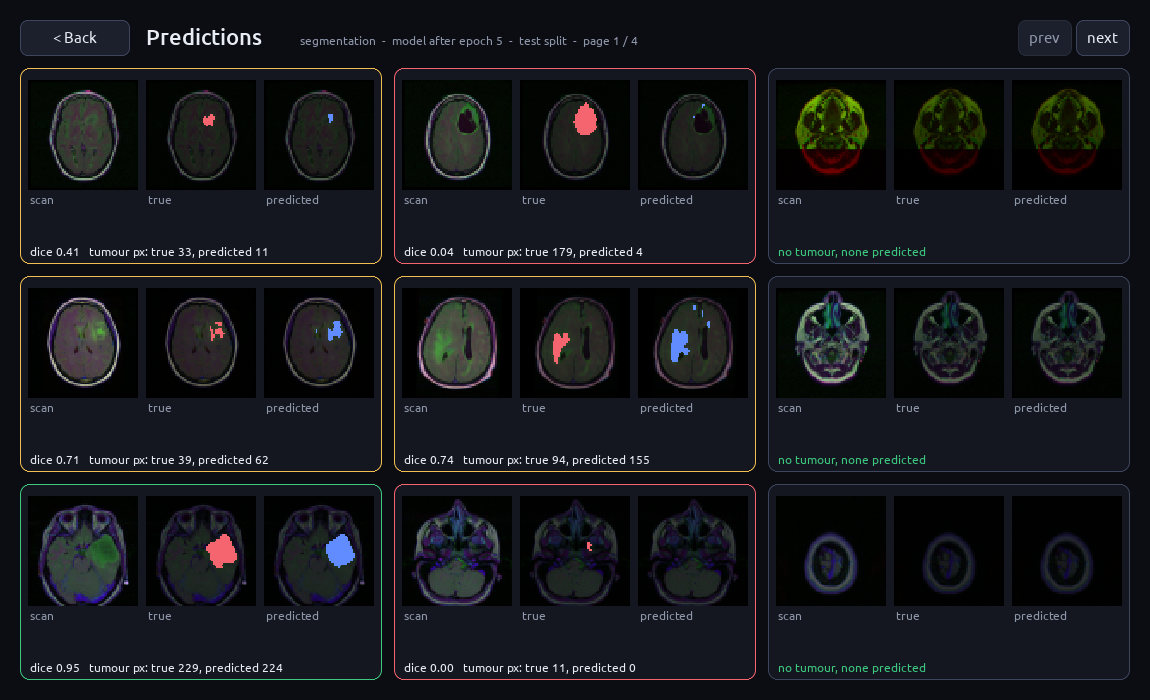 < Back
Predictions
segmentation - model after epoch 5 - test split - page 1 / 4
prev
next
scan true predicted
dice 0.41 tumour px: true 33, predicted 11
scan true predicted
dice 0.04 tumour px: true 179, predicted 4
scan true predicted
no tumour, none predicted
scan true predicted
dice 0.71 tumour px: true 39, predicted 62
scan true predicted
dice 0.74 tumour px: true 94, predicted 155
scan true predicted
no tumour, none predicted
scan true predicted
dice 0.95 tumour px: true 229, predicted 224
scan true predicted
dice 0.00 tumour px: true 11, predicted 0
scan true predicted
no tumour, none predicted